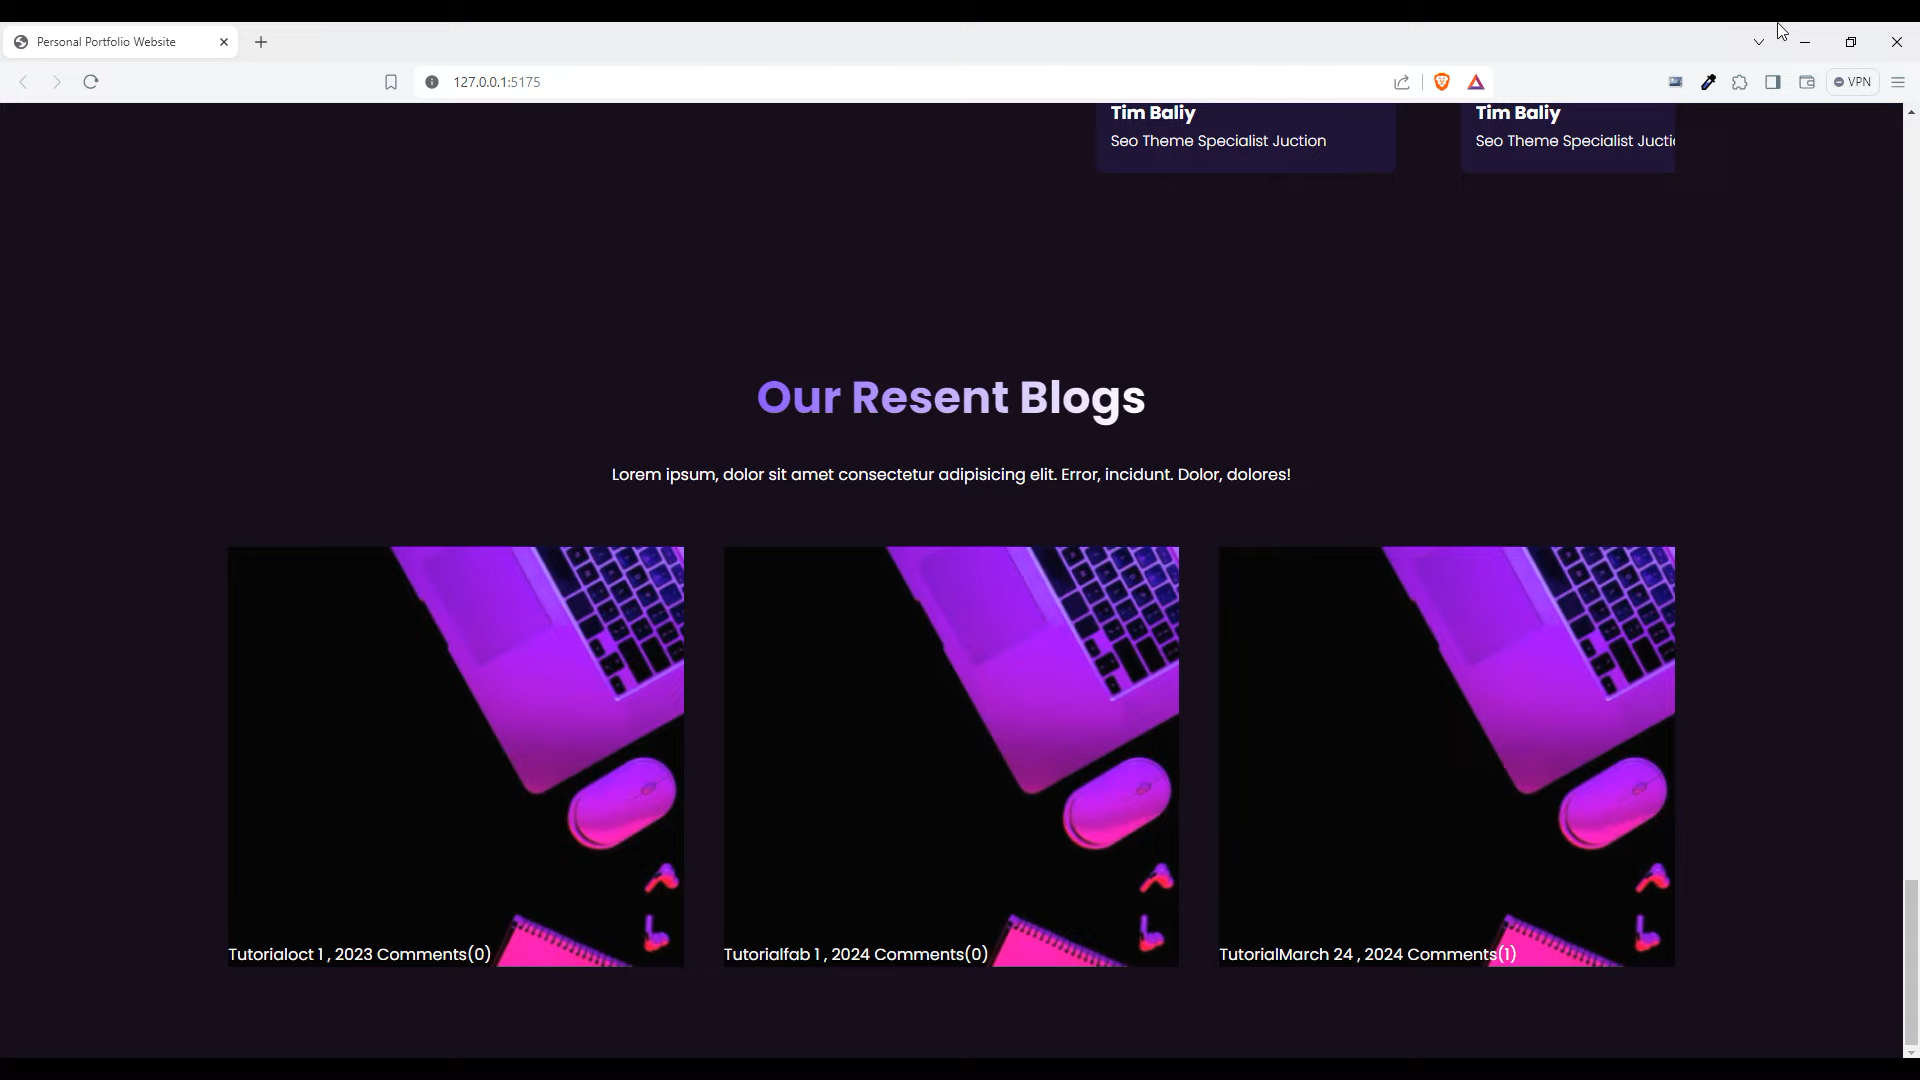 Personal Portfolio Website
127.0.0.1:5175
VPN
Tim Baliy
Seo Theme Specialist Juction
Tim Baliy
Seo Theme Specialist Juctio
Our Resent Blogs
Lorem ipsum, dolor sit amet consectetur adipisicing elit. Error, incidunt. Dolor, dolores!
Tutorialoct 1 , 2023 Comments(0)
Tutorialfab 1 , 2024 Comments(0)
TutorialMarch 24 , 2024 Comments(1)